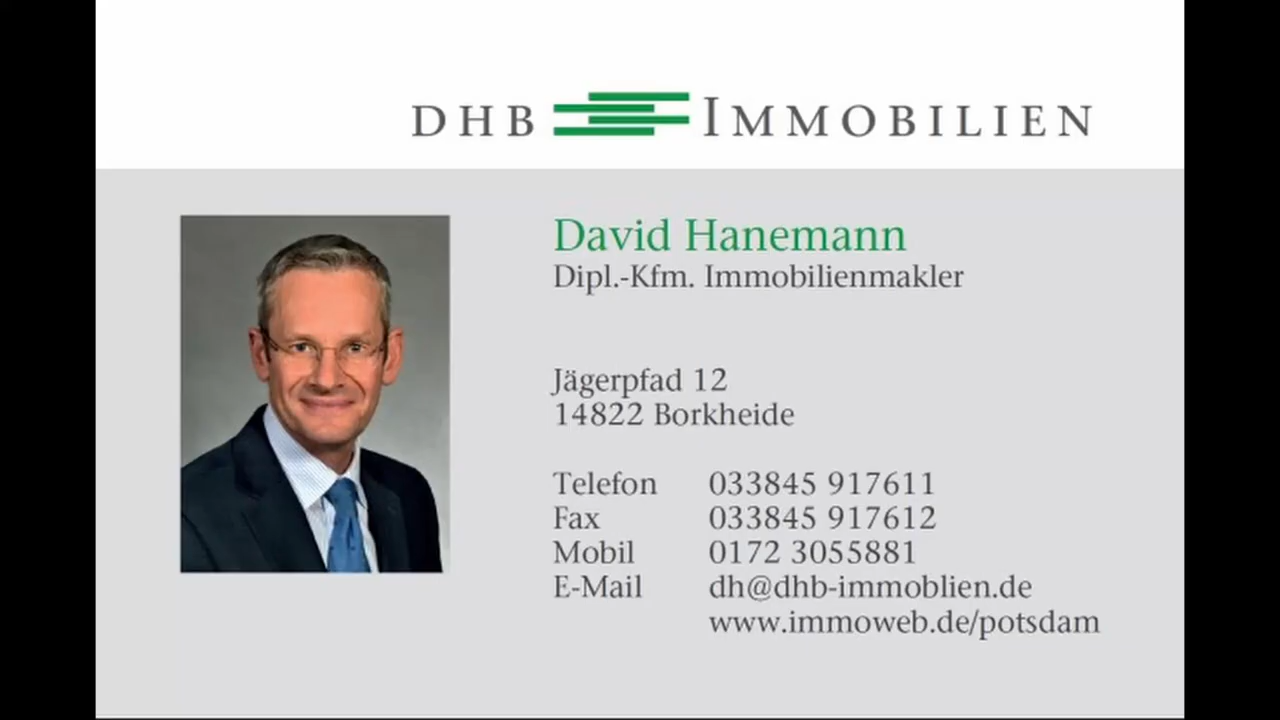 DHB IMMOBILIEN
David Hanemann
Dipl.-Kfm. Immobilienmakler
Jägerpfad 12
14822 Borkheide
Telefon 033845 917611
Fax 033845 917612
Mobil 0172 3055881
E-Mail dh@dhb-immoblien.de
www.immoweb.de/potsdam